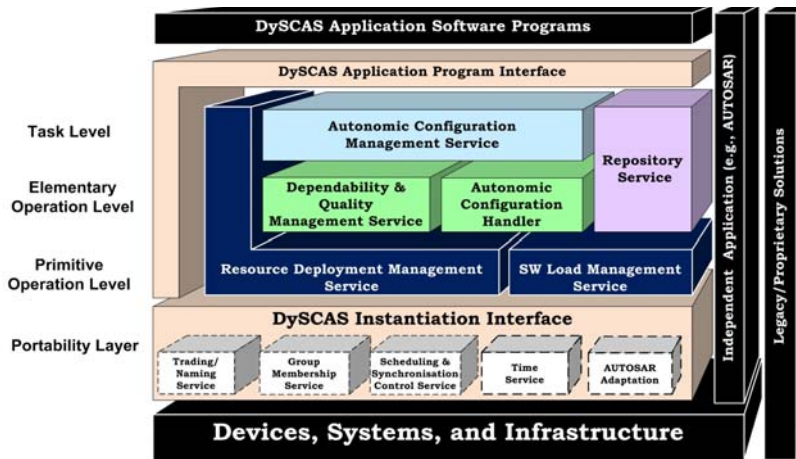 DySCAS Application Software Programs
DySCAS Application Program Interface
Task Level
Autonomic Configuration
Management Service
Repository
Service
Elementary
Operation Level
Dependability &
Quality
Management Service
Autonomic
Configuration
Handler
Primitive
Operation Level
Resource Deployment Management
Service
SW Load Management
Service
DySCAS Instantiation Interface
Portability Layer
Trading/
Naming
Service
Group
Membership
Service
Scheduling &
Synchronisation
Control Service
Time
Service
AUTOSAR
Adaptation
Devices, Systems, and Infrastructure
Independent Application (e.g., AUTOSAR)
Legacy/Proprietary Solutions